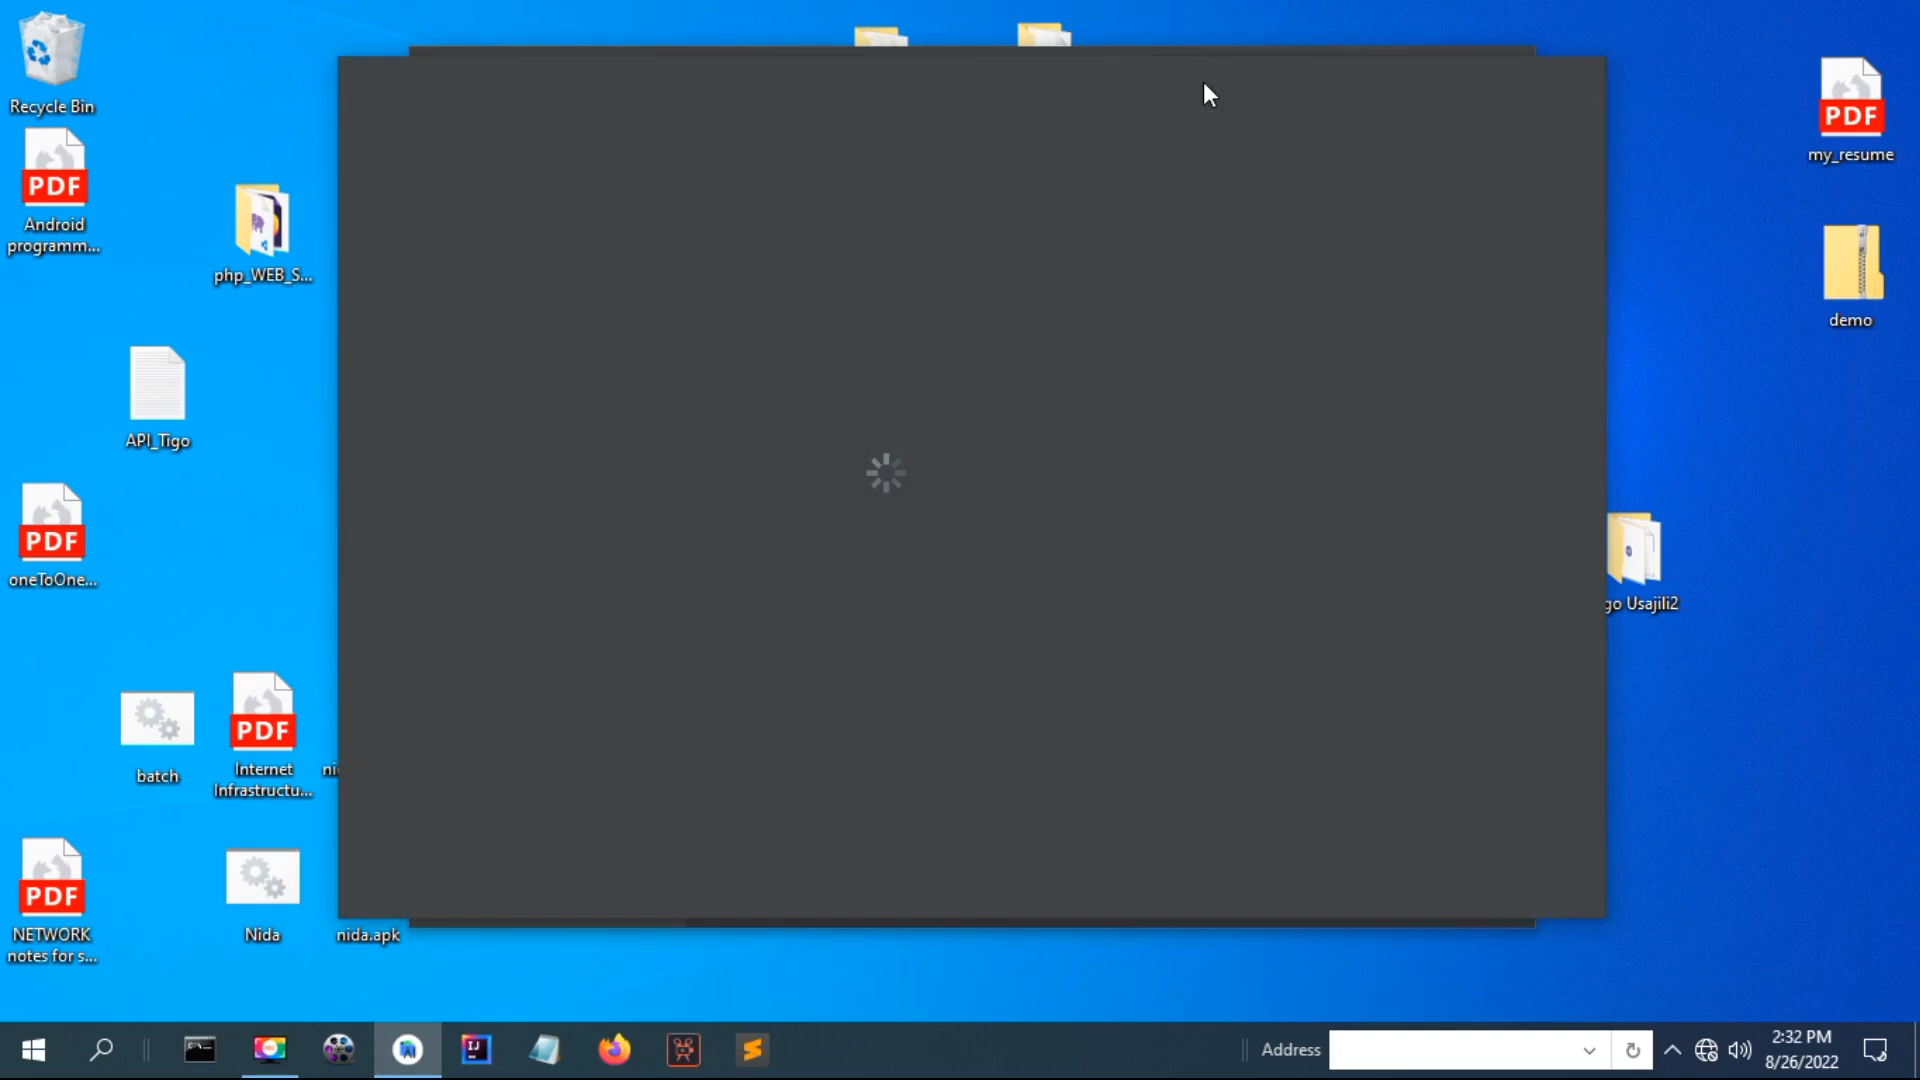 Recycle Bin
PDF
Android
programm...
php_WEB_S...
API_Tigo
PDF
oneToOne...
batch
PDF
Internet
Infrastructu...
PDF
NETWORK
notes for s...
Nida
nida.apk
PDF
my_resume
demo
go Usajili2
Address
2:32 PM
8/26/2022